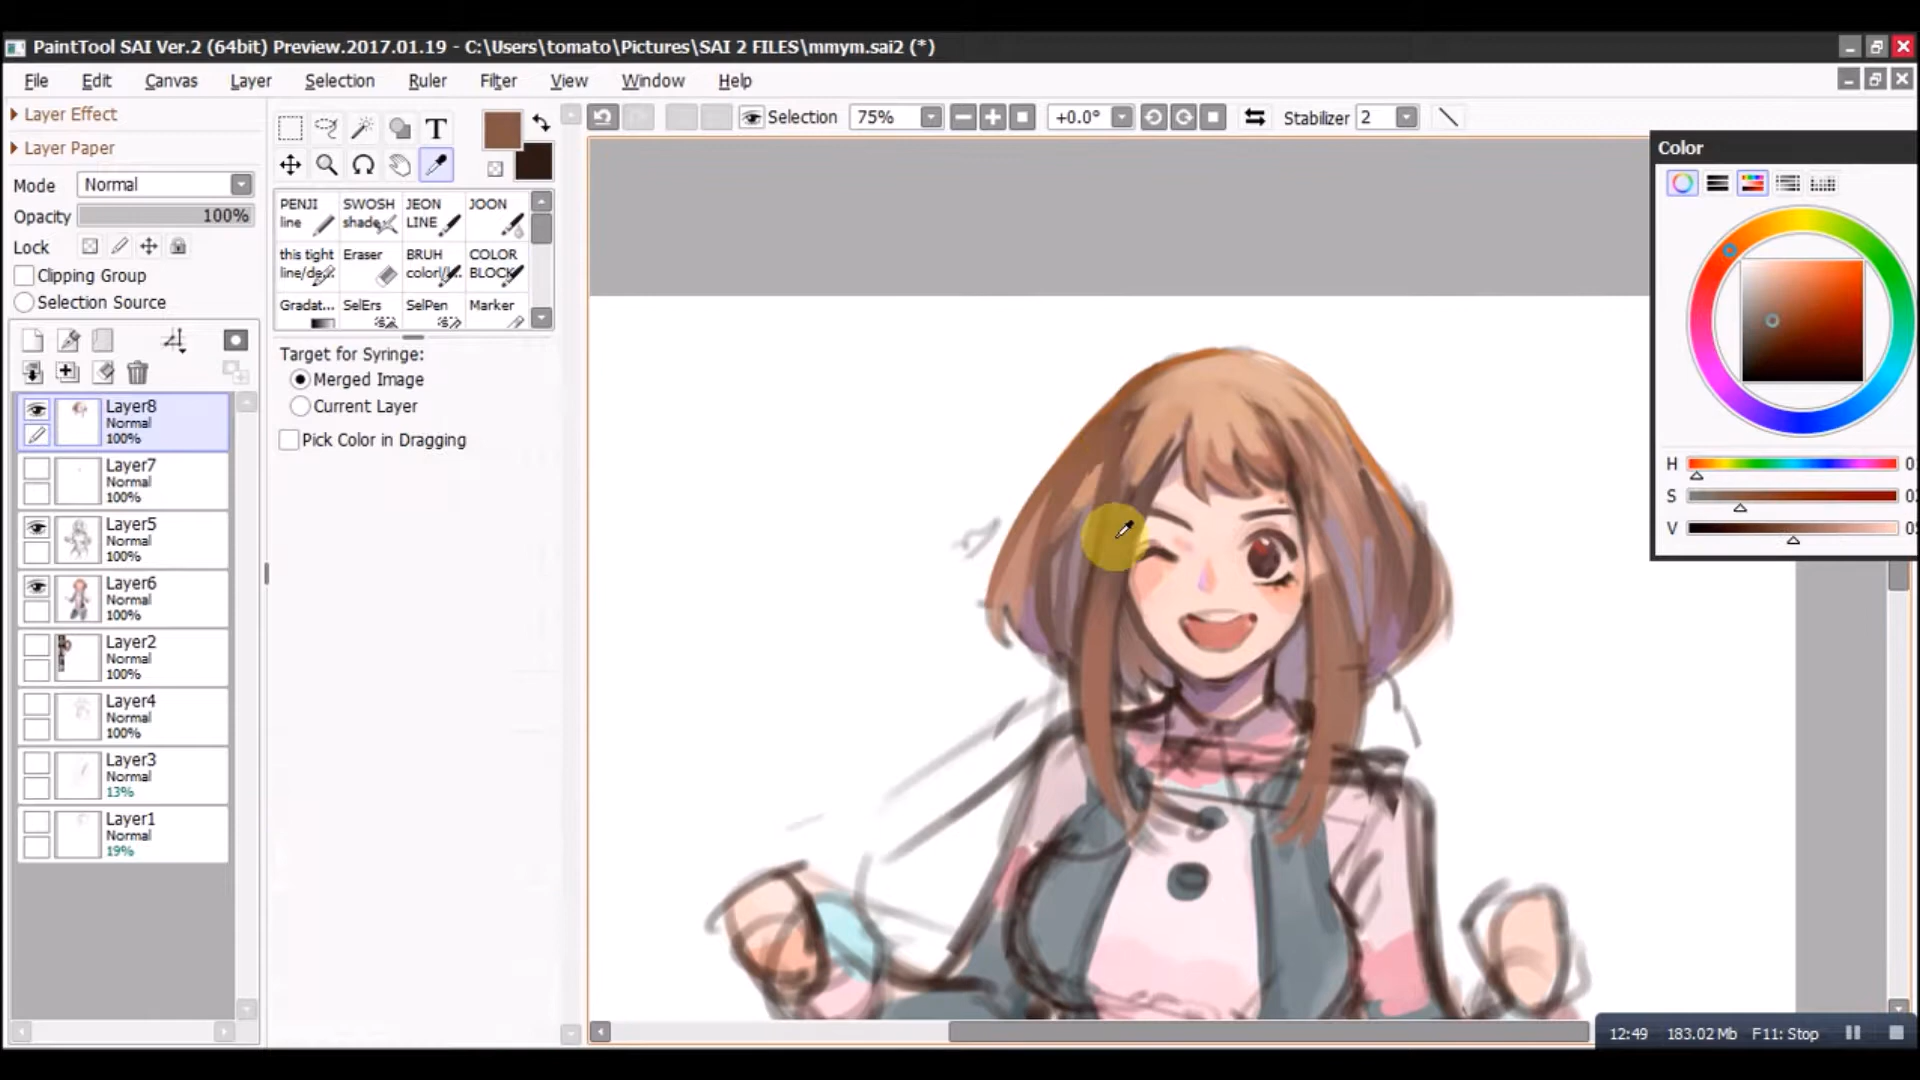 PaintTool SAI Ver.2 (64bit) Preview.2017.01.19 - C:\Users\tomato\Pictures\SAI 2 FILES\mmym.sai2 (*)
File Edit Canvas Layer Selection Ruler Filter View Window Help
Layer Effect
Layer Paper
Mode Normal
Opacity 100%
Lock
Clipping Group
Selection Source
Layer8
Normal
100%
Layer7
Normal
100%
Layer5
Normal
100%
Layer6
Normal
100%
Layer2
Normal
100%
Layer4
Normal
100%
Layer3
Normal
13%
Layer1
Normal
19%
T
PENJI line
SWOSH shade
JEON LINE
JOON
this tight line/de...
Eraser
BRUH color/l...
COLOR BLOCK
Gradat...
SelErs
SelPen
Marker
Target for Syringe:
Merged Image
Current Layer
Pick Color in Dragging
Selection 75% +0.0° Stabilizer 2
Color
H
S
V
12:49 183.02 Mb F11: Stop